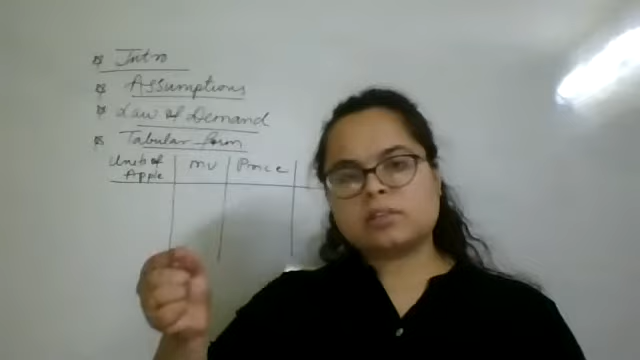 Intro
Assumptions
Law of Demand
Tabular form
Units of Apple
MU
Price